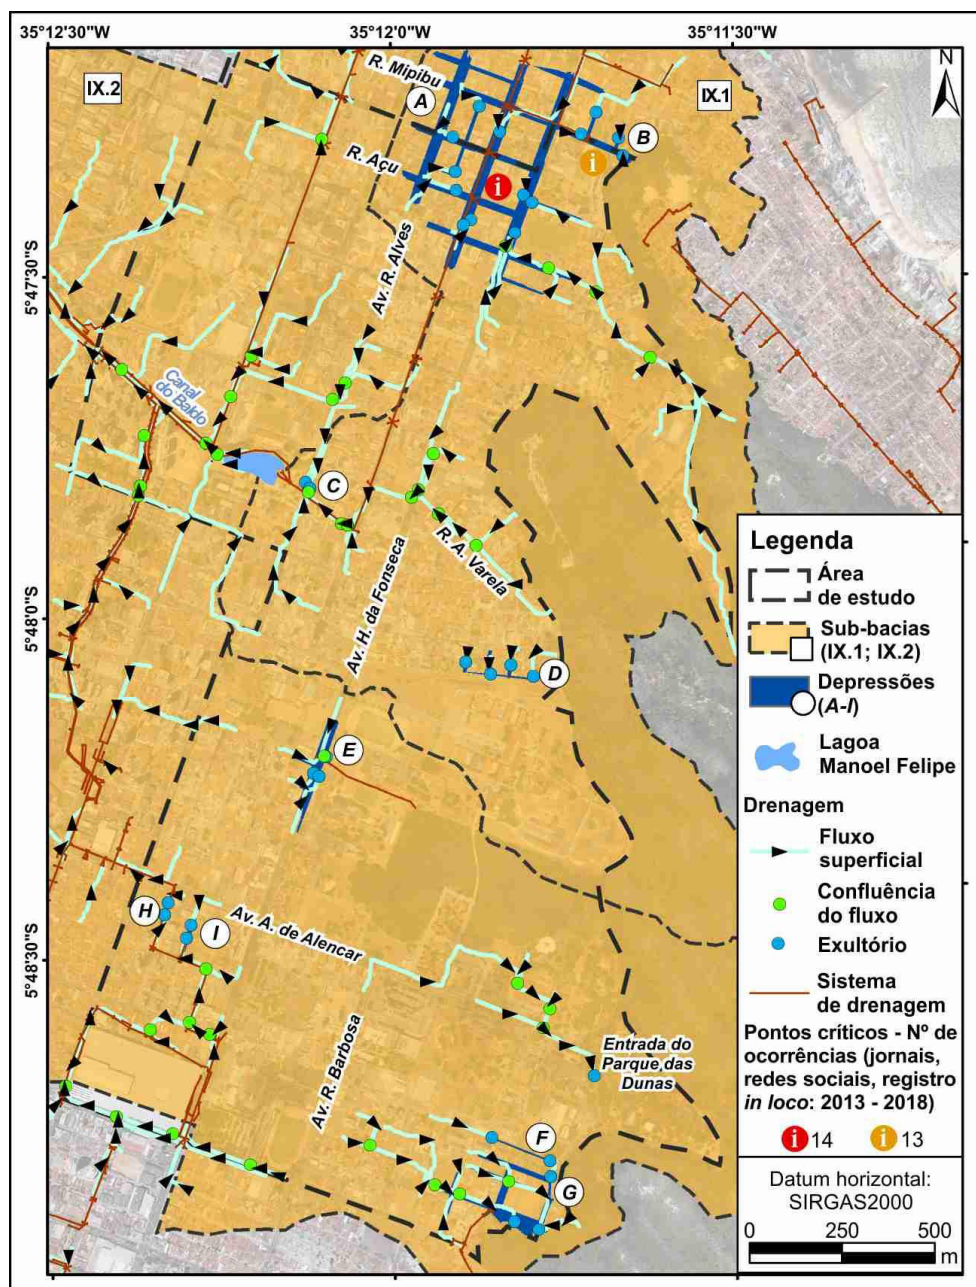 35°12'30"W
35°12'0"W
35°11'30"W
N
IX.2
R. Mipibu
IX.1
A
B
i
R. Açu
i
Av. R. Alves
5°47'30"S
Canal
do Baldo
C
R. A. Varela
Av. H. da Fonseca
5°48'0"S
D
E
H
I
Av. A. de Alencar
5°48'30"S
Av. R. Barbosa
Entrada do
Parque das
Dunas
F
G
Legenda
Área
de estudo
Sub-bacias
(IX.1; IX.2)
Depressões
(A-I)
Lagoa
Manoel Felipe
Drenagem
Fluxo
superficial
Confluência
do fluxo
Exultório
Sistema
de drenagem
Pontos críticos - Nº de
ocorrências (jornais,
redes sociais, registro
in loco: 2013 - 2018)
i 14 i 13
Datum horizontal:
SIRGAS2000
0 250 500
m